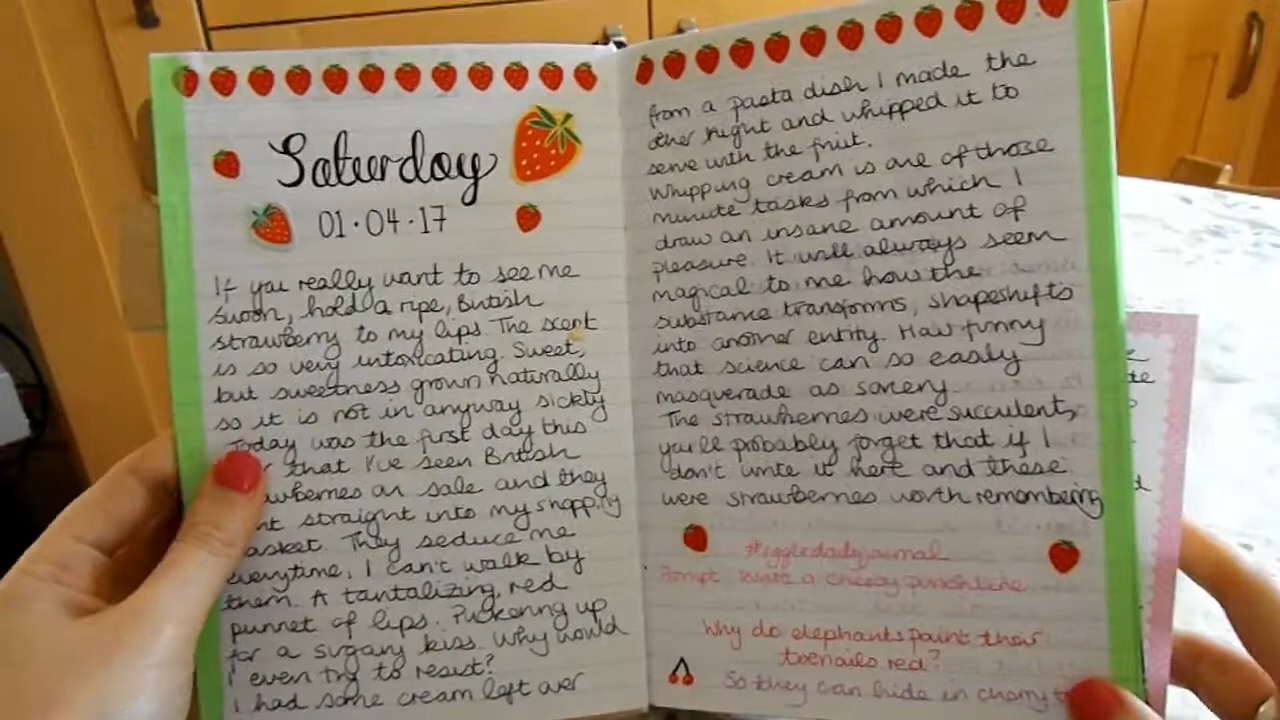 Saturday
01·04·17
If you really want to see me
swoon, hold a ripe, British
strawberry to my lips. The scent
is so very intoxicating. Sweet,
but sweetness grown naturally
so it is not in anyway sickly
Today was the first day this
that I've seen British
on sale and they
straight into my shopping
They seduce me
everytime, I can't walk by
them. A tantalizing, red
punnet of lips. Puckering up
for a sugary kiss. Why would
I even try to resist?
I had some cream left over
from a pasta dish I made the
other night and whipped it to
serve with the fruit.
Whipping cream is one of those
minute tasks from which I
draw an insane amount of
pleasure. It will always seem
magical to me how the
substance transforms, shapeshifts
into another entity. How funny
that science can so easily
masquerade as sorcery.
The strawberries were succulent,
you'll probably forget that if I
don't write it here and these
were strawberries worth remembering
Prompt write a cheesy punchline
Why do elephants paint their
toenails red?
So they can hide in cherry